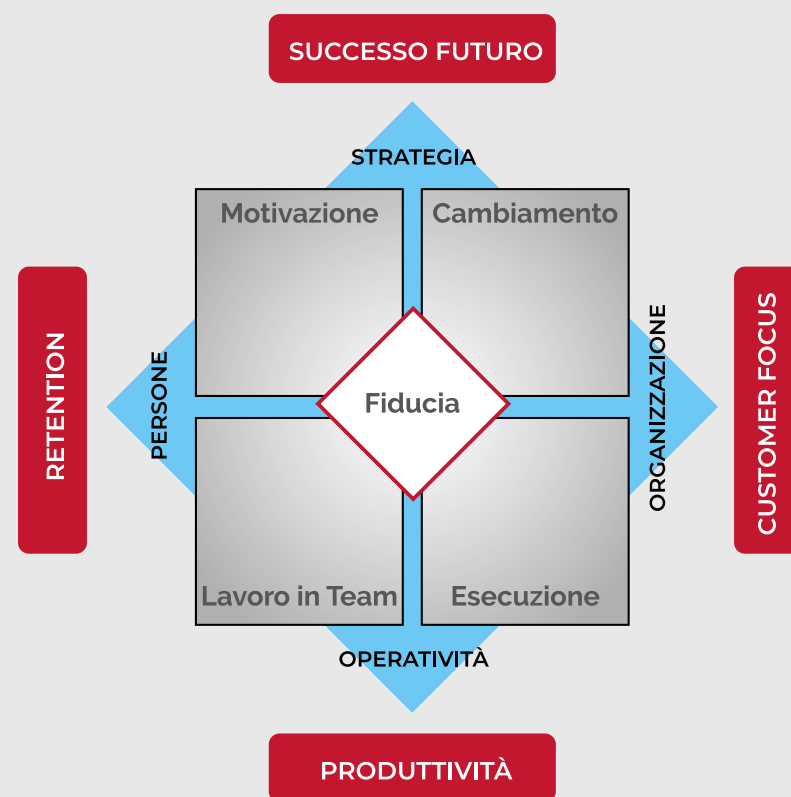 SUCCESSO FUTURO
STRATEGIA
Motivazione
Cambiamento
RETENTION
PERSONE
Fiducia
ORGANIZZAZIONE
CUSTOMER FOCUS
Lavoro in Team
Esecuzione
OPERATIVITÀ
PRODUTTIVITÀ